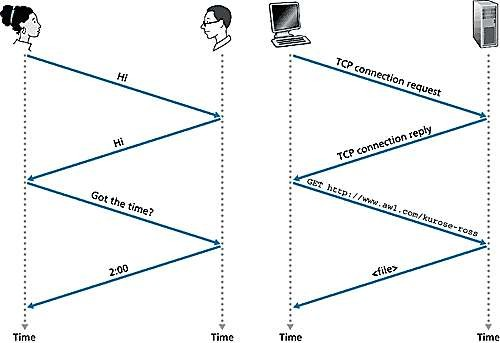 Hi
Hi
Got the time?
2:00
Time
Time
TCP connection request
TCP connection reply
GET http://www.awl.com/kurose-ross
<file>
Time
Time